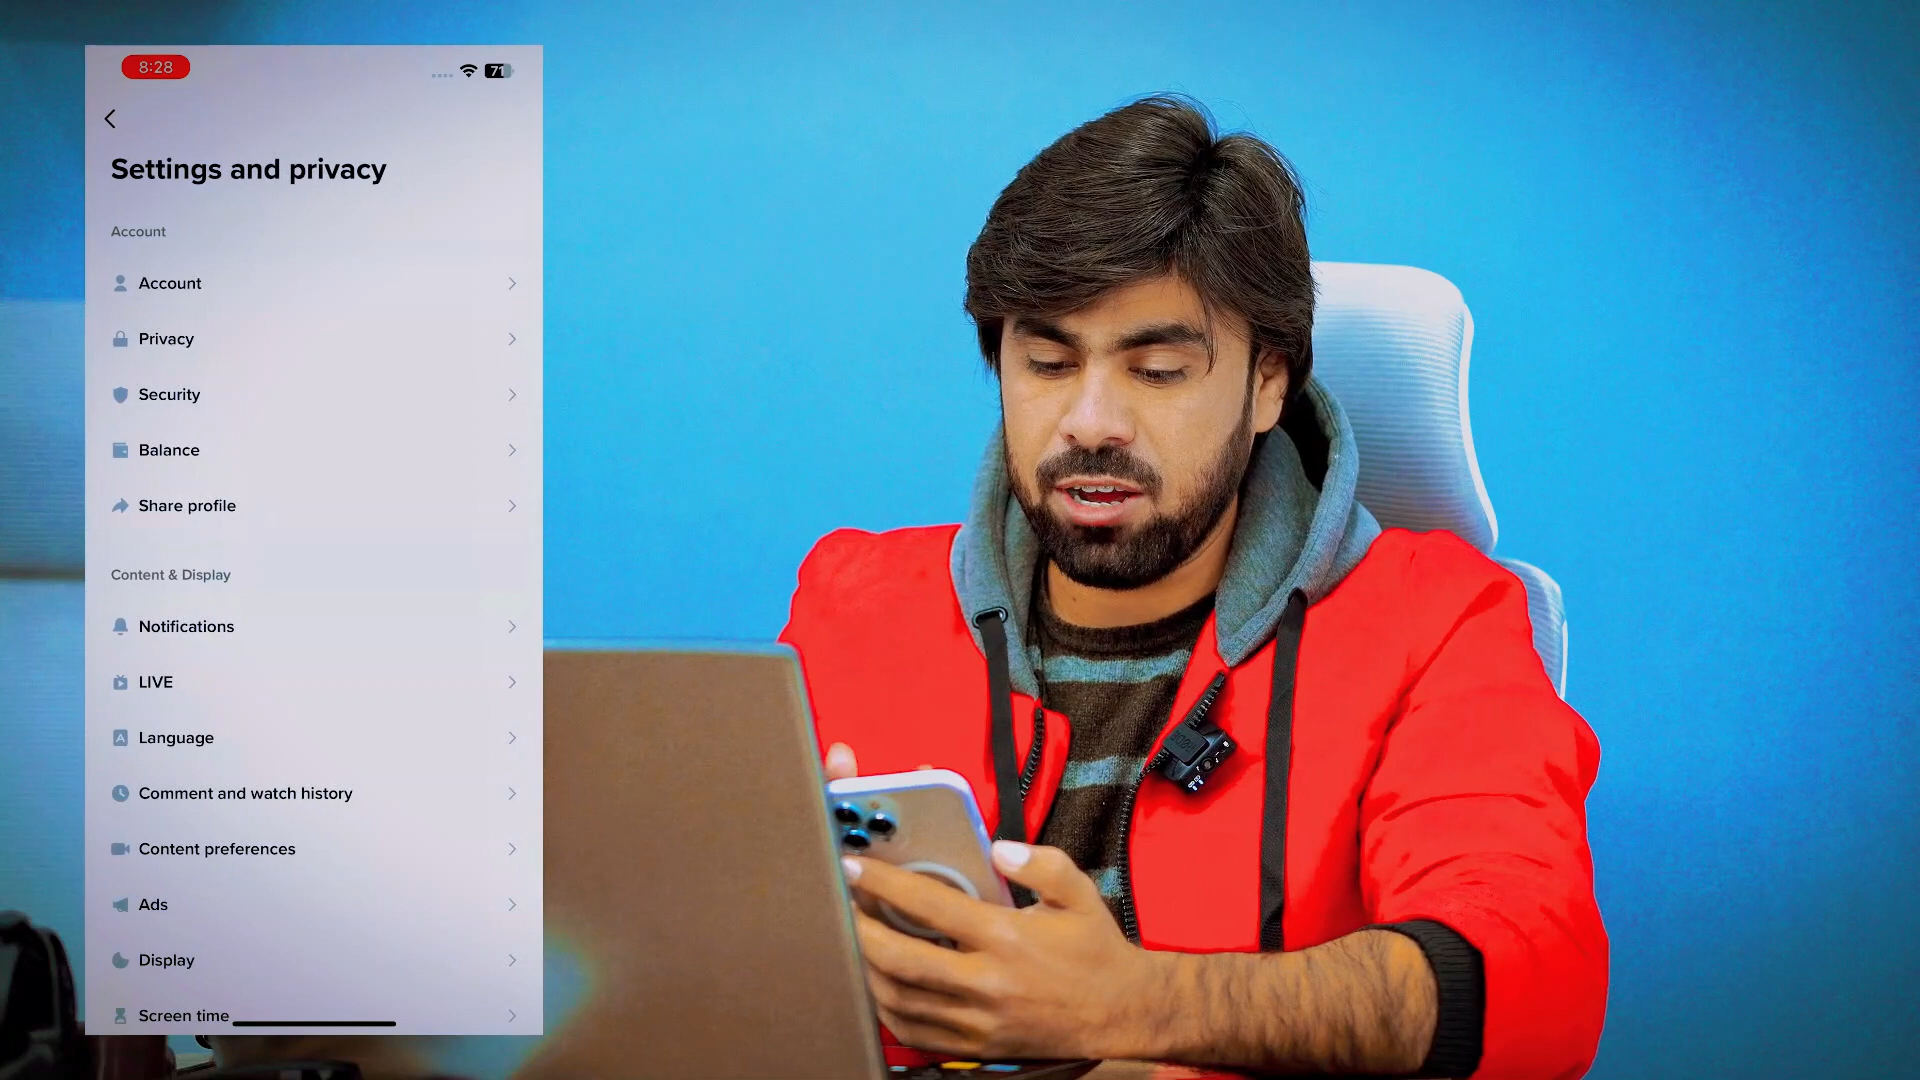 8:28
71
Settings and privacy
Account
Account
Privacy
Security
Balance
Share profile
Content & Display
Notifications
LIVE
Language
Comment and watch history
Content preferences
Ads
Display
Screen time